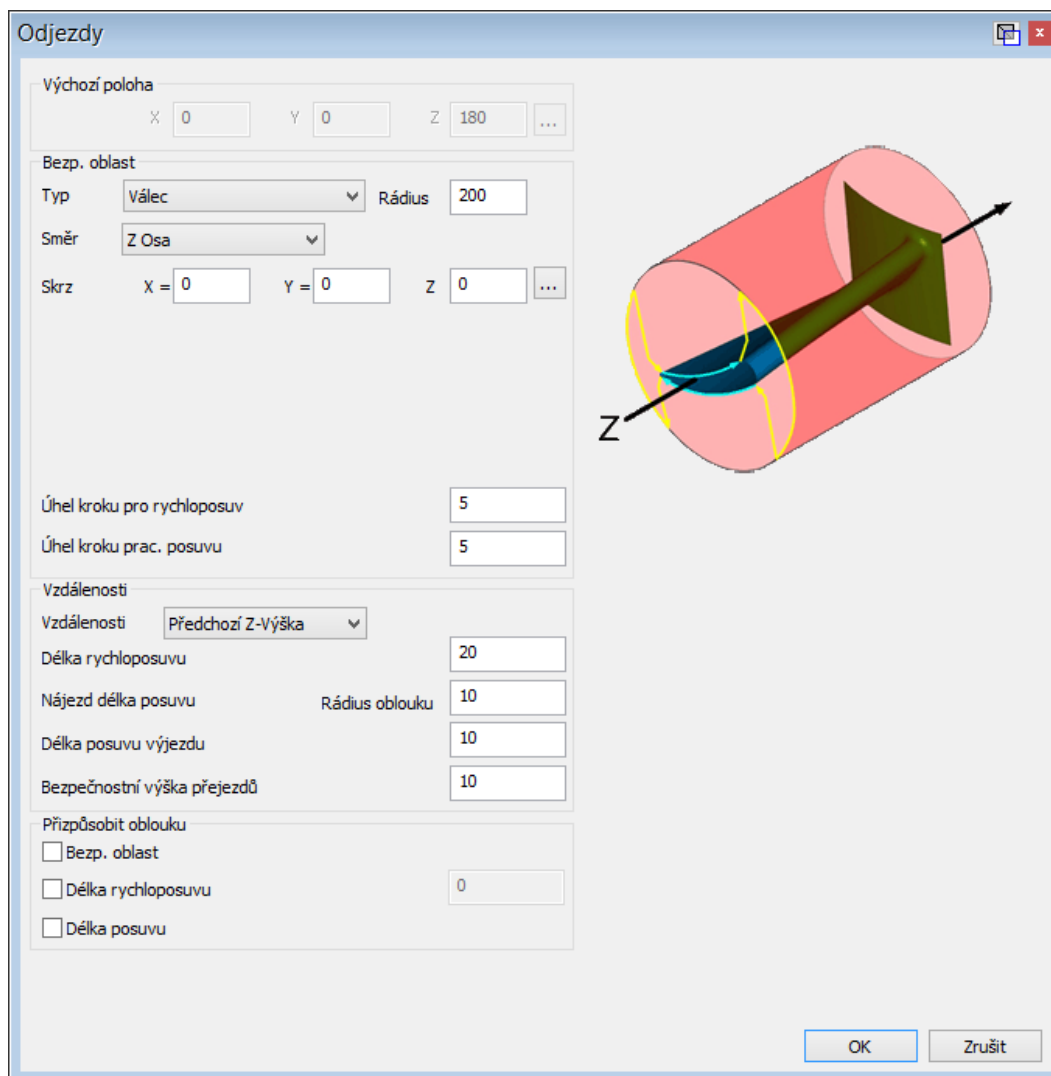 Odjezdy
Výchozí poloha
X 0 Y 0 Z 180 ...
Bezp. oblast
Typ Válec Rádius 200
Směr Z Osa
Skrz X = 0 Y = 0 Z 0 ...
Z
Úhel kroku pro rychloposuv 5
Úhel kroku prac. posuvu 5
Vzdálenosti
Vzdálenosti Předchozí Z-Výška
Délka rychloposuvu 20
Nájezd délka posuvu Rádius oblouku 10
Délka posuvu výjezdu 10
Bezpečnostní výška přejezdů 10
Přizpůsobit oblouku
Bezp. oblast
Délka rychloposuvu 0
Délka posuvu
OK Zrušit